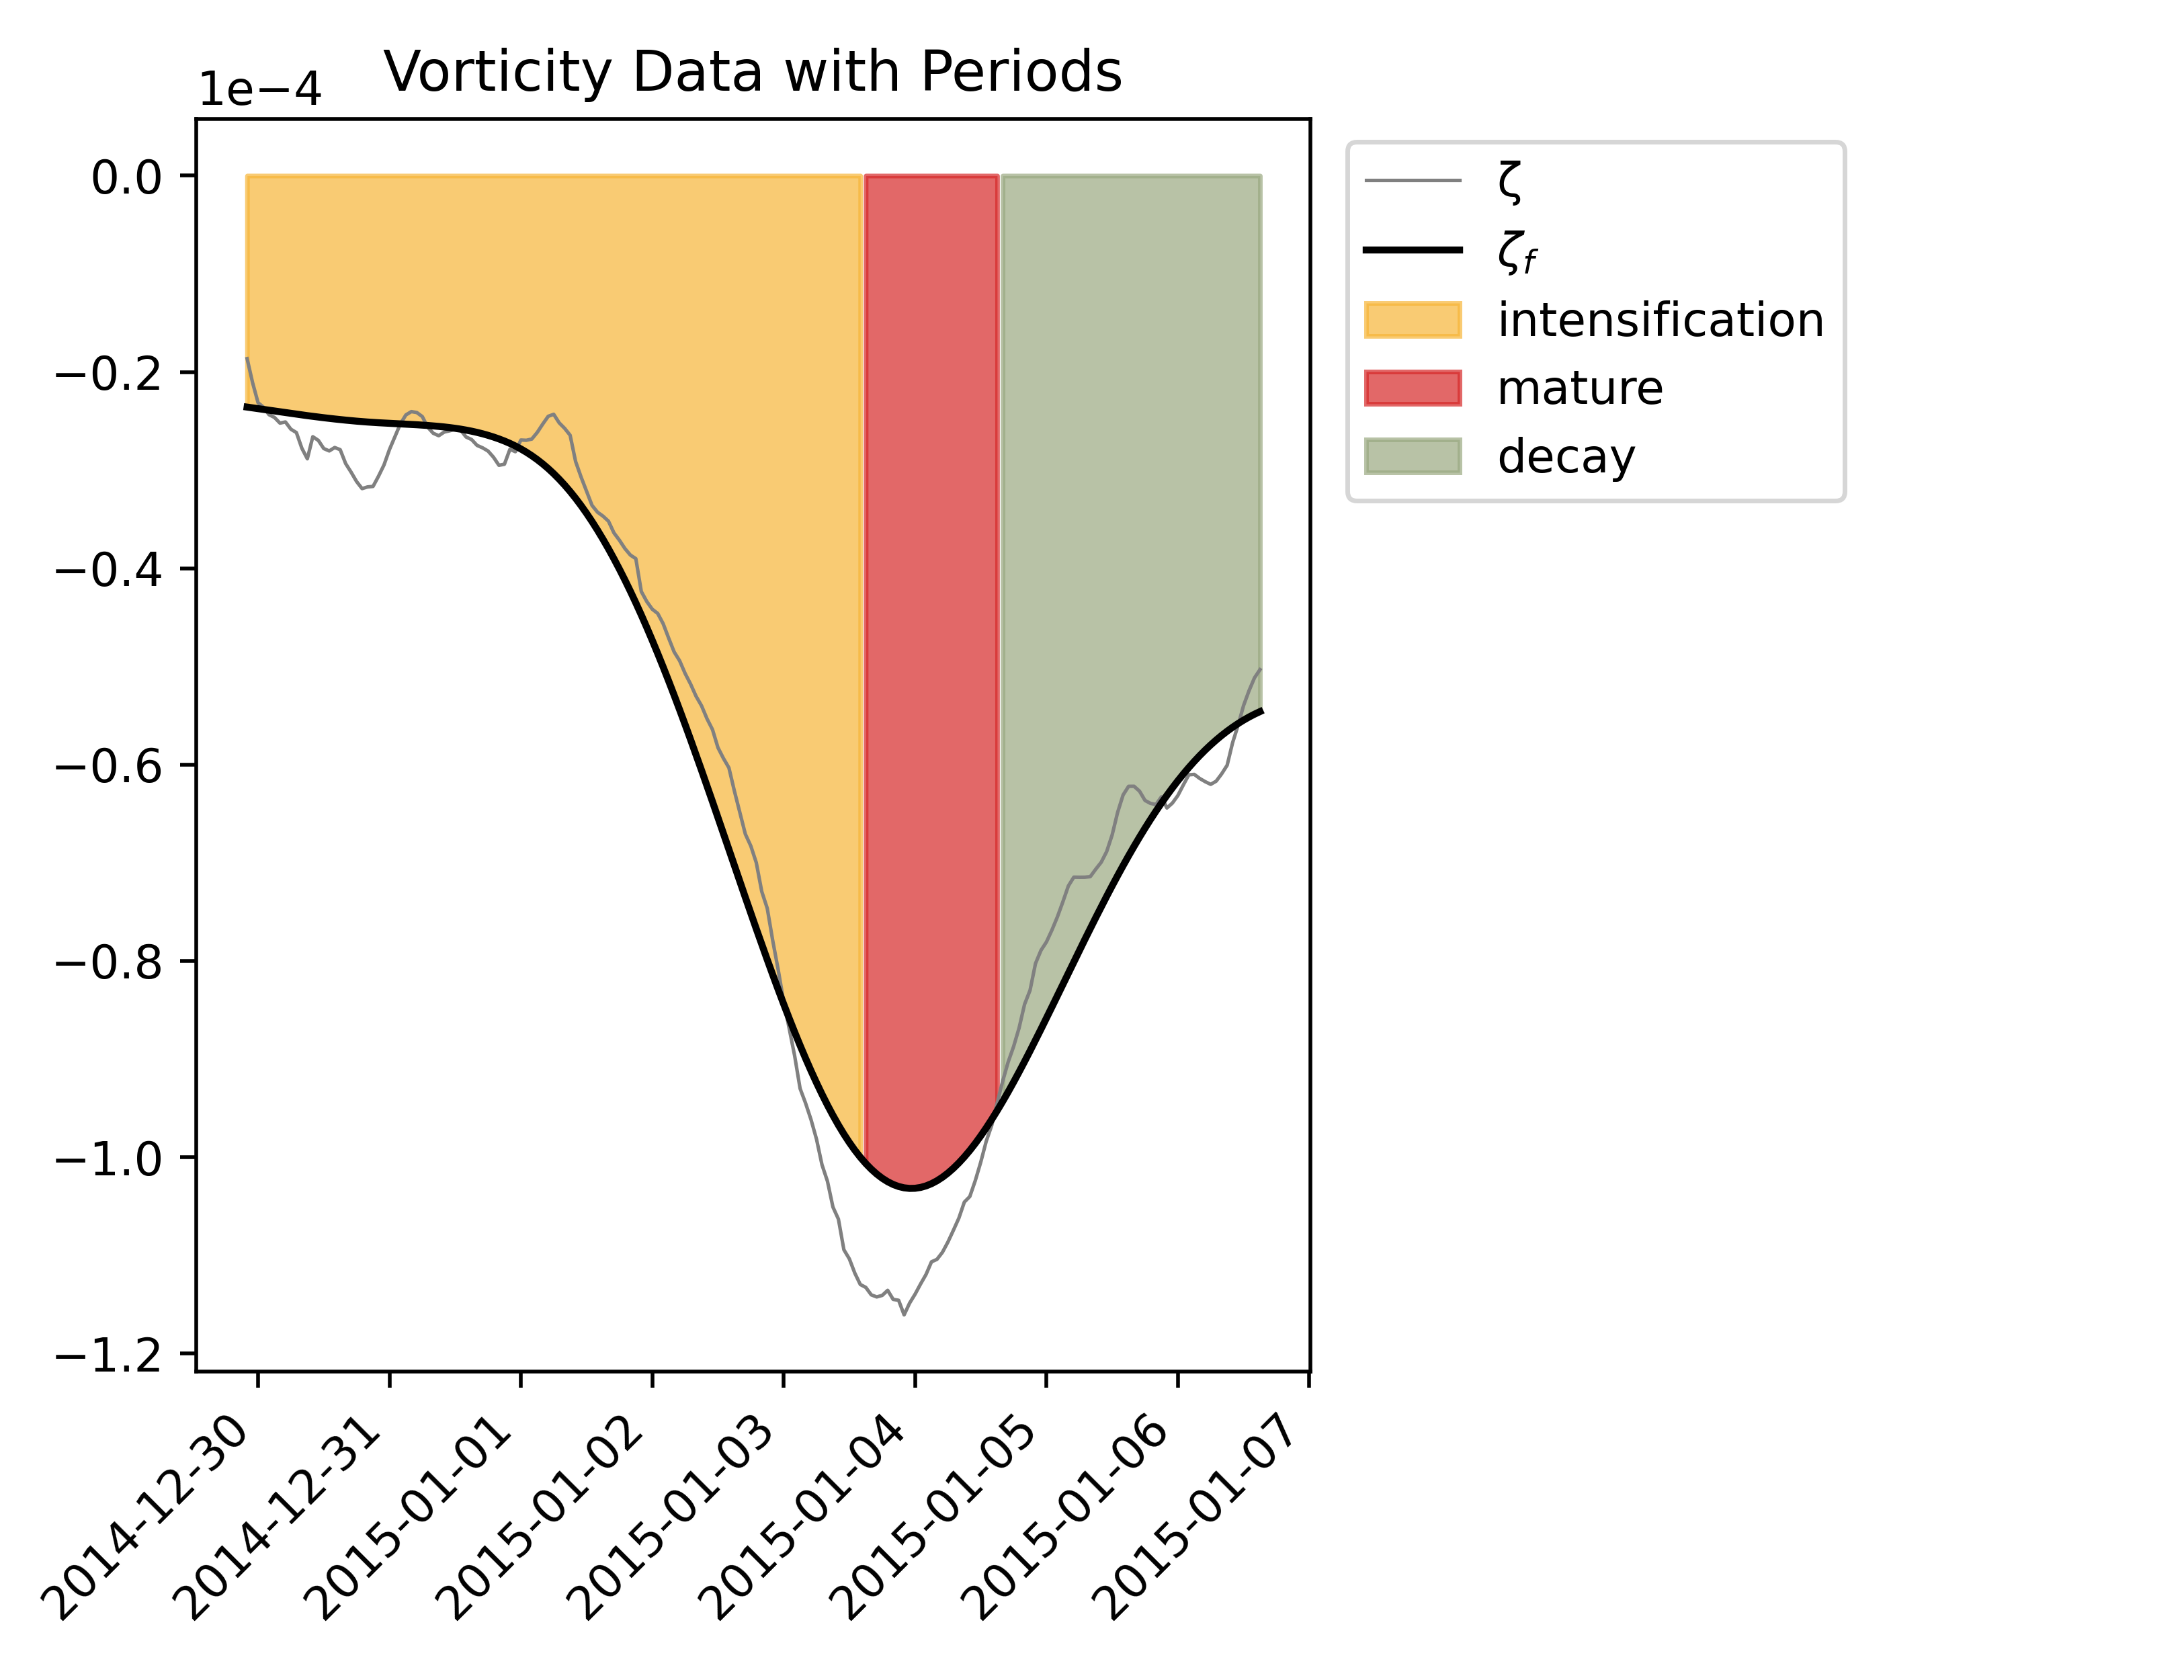 Vorticity Data with Periods
1e−4
0.0
−0.2
−0.4
−0.6
−0.8
−1.0
−1.2
2014-12-30
2014-12-31
2015-01-01
2015-01-02
2015-01-03
2015-01-04
2015-01-05
2015-01-06
2015-01-07
ζ
ζf
intensification
mature
decay